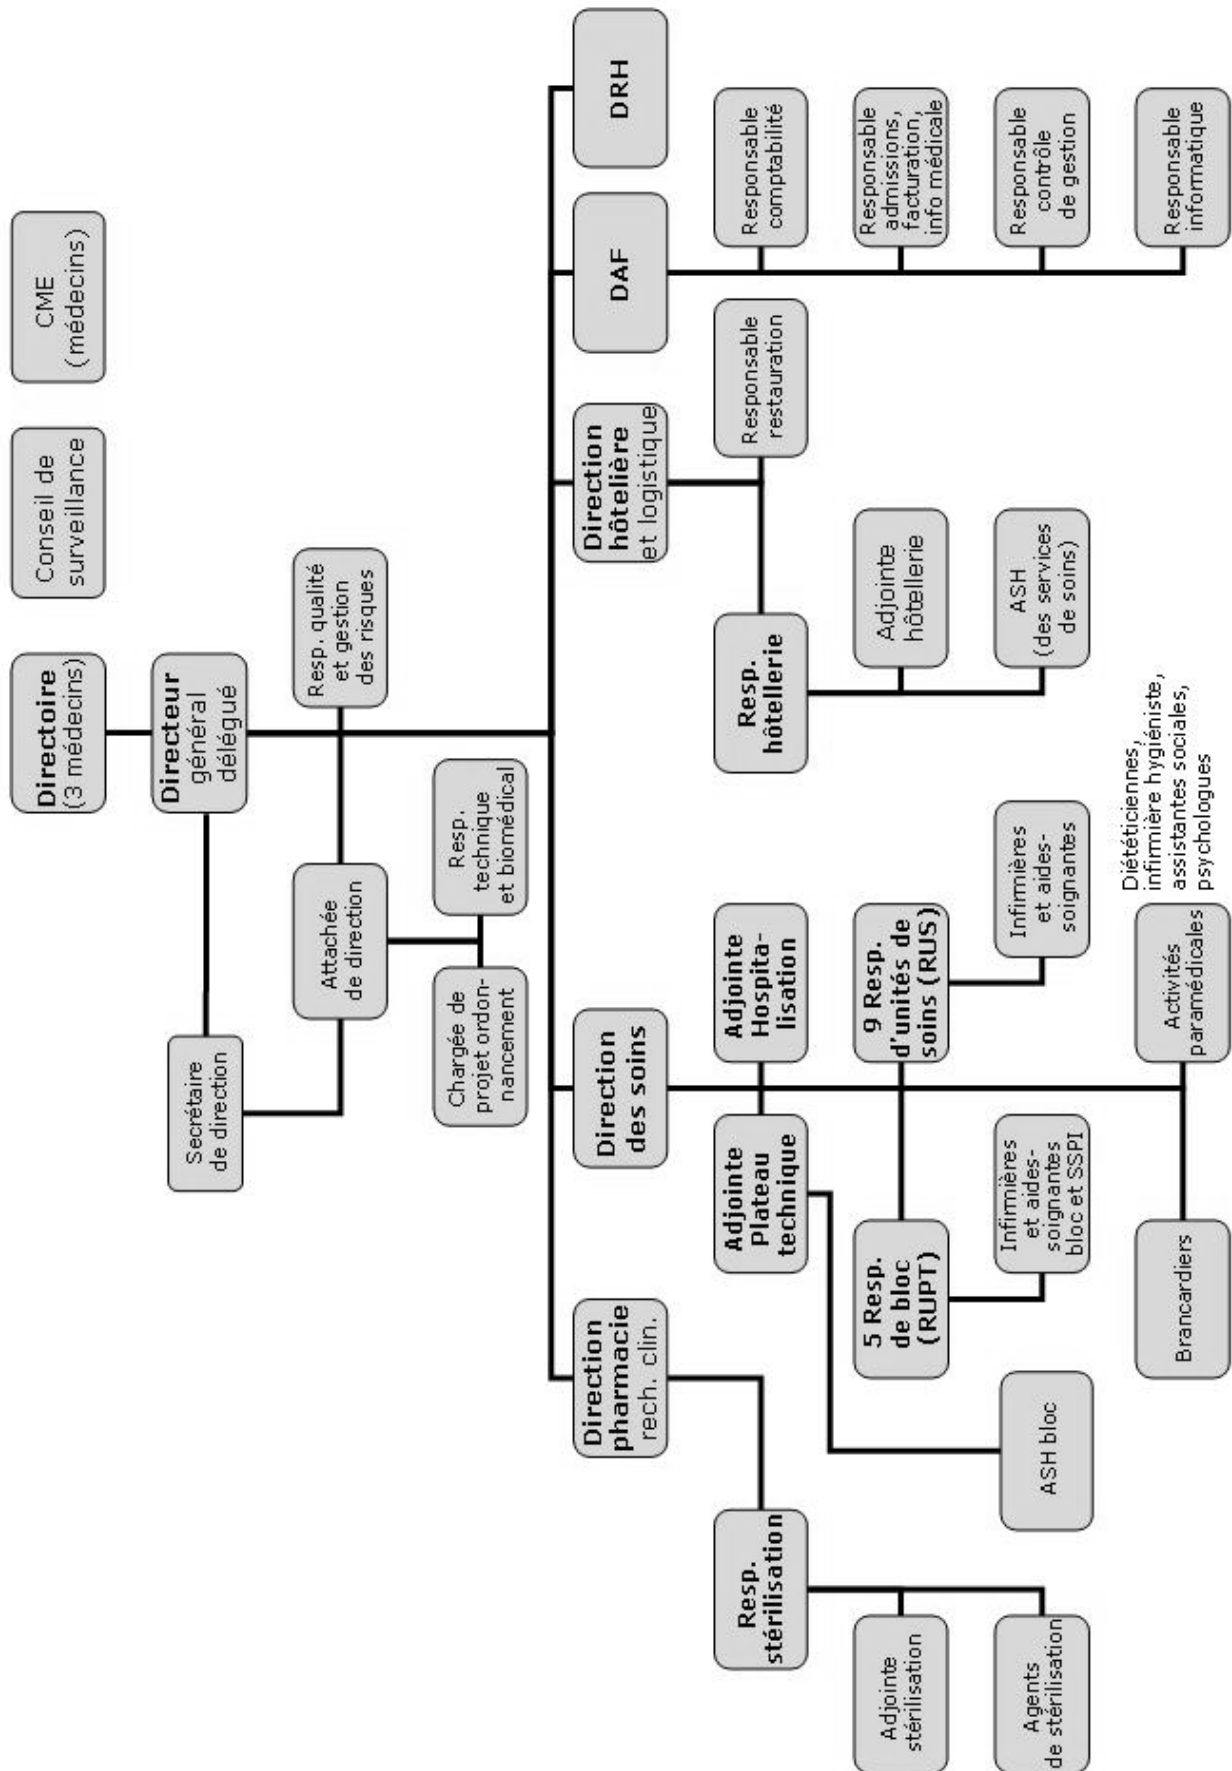 Directoire
(3 médecins)
Conseil de
surveillance
CME
(médecins)
Directeur
général
délégué
Secrétaire
de direction
Attachée
de direction
Resp. qualité
et gestion
des risques
Chargée de
projet ordon-
nancement
Resp.
technique
et biomédical
Direction
pharmacie
rech. clin.
Direction
des soins
Direction
hôtelière
et logistique
DAF
DRH
Resp.
stérilisation
Adjointe
Plateau
technique
Adjointe
Hospita-
lisation
Resp.
hôtellerie
Responsable
restauration
Responsable
comptabilité
Adjointe
stérilisation
5 Resp.
de bloc
(RUPT)
9 Resp.
d'unités de
soins (RUS)
Adjointe
hôtellerie
Responsable
admissions,
facturation,
info médicale
Agents
de stérilisation
ASH bloc
Infirmières
et aides-
soignantes
bloc et SSPI
Infirmières
et aides-
soignantes
ASH
(des services
de soins)
Responsable
contrôle
de gestion
Brancardiers
Activités
paramédicales
Diététiciennes,
infirmière hygiéniste,
assistantes sociales,
psychologues
Responsable
informatique